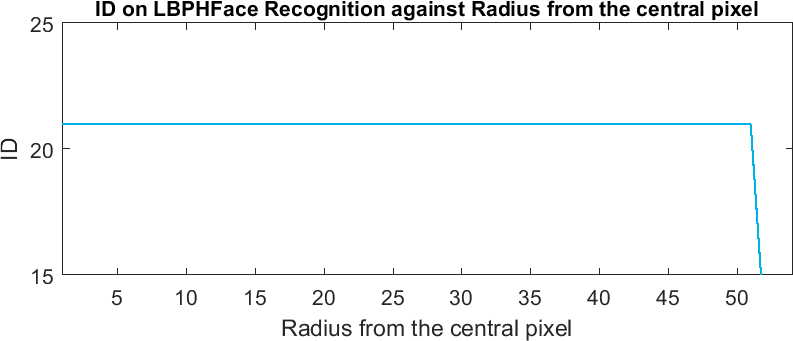 ID on LBPHFace Recognition against Radius from the central pixel
25
20
15
ID
5 10 15 20 25 30 35 40 45 50
Radius from the central pixel